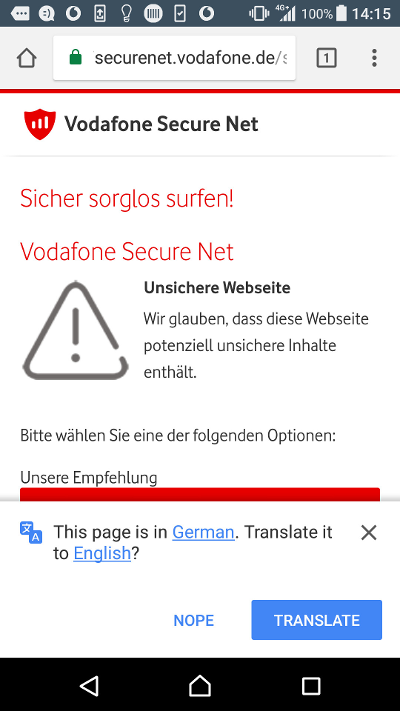 4G 100% 14:15
securenet.vodafone.de/s
1
Vodafone Secure Net
Sicher sorglos surfen!
Vodafone Secure Net
Unsichere Webseite
Wir glauben, dass diese Webseite
potenziell unsichere Inhalte
enthält.
Bitte wählen Sie eine der folgenden Optionen:
Unsere Empfehlung
This page is in German. Translate it
to English?
NOPE
TRANSLATE